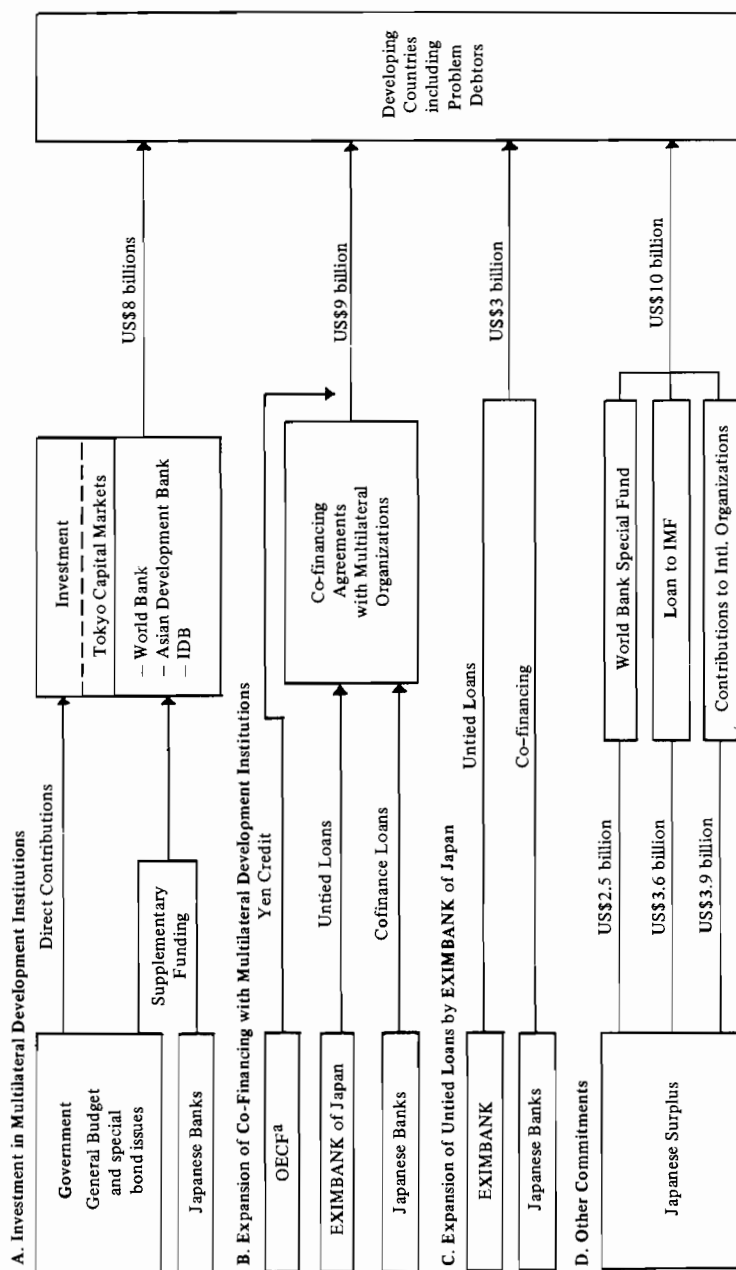 A. Investment in Multilateral Development Institutions
Government
General Budget
and special
bond issues
Japanese Banks
Direct Contributions
Supplementary
Funding
Investment
Tokyo Capital Markets
— World Bank
— Asian Development Bank
— IDB
US$8 billions
B. Expansion of Co-Financing with Multilateral Development Institutions
OECFa
EXIMBANK of Japan
Japanese Banks
Yen Credit
Untied Loans
Cofinance Loans
Co-financing
Agreements
with Multilateral
Organizations
US$9 billion
C. Expansion of Untied Loans by EXIMBANK of Japan
EXIMBANK
Japanese Banks
Untied Loans
Co-financing
US$3 billion
D. Other Commitments
Japanese Surplus
US$2.5 billion
US$3.6 billion
US$3.9 billion
World Bank Special Fund
Loan to IMF
Contributions to Intl. Organizations
US$10 billion
Developing
Countries
including
Problem
Debtors